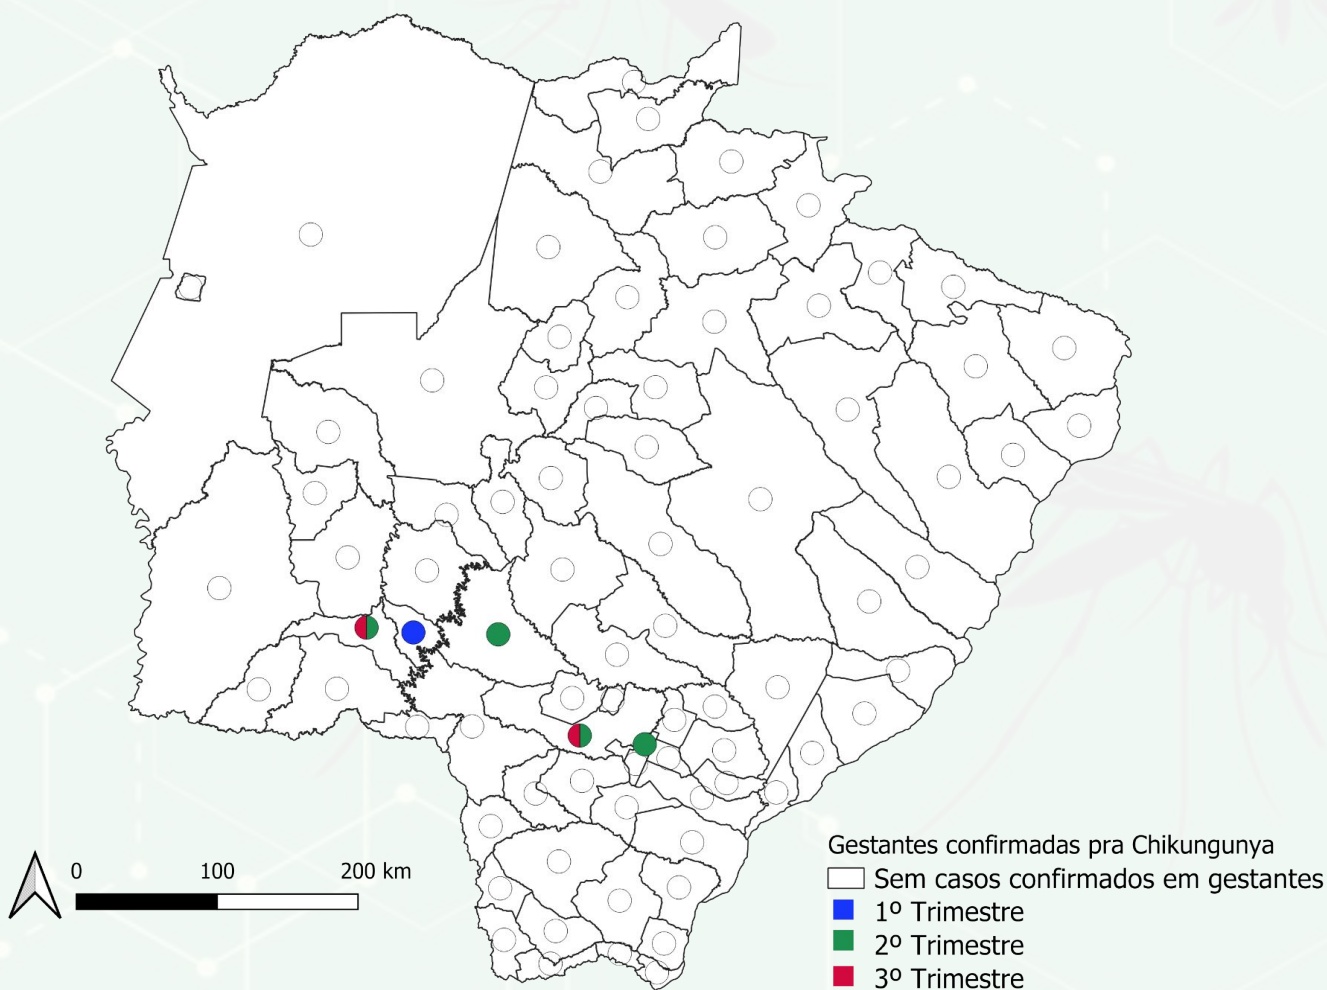 Gestantes confirmadas pra Chikungunya
Sem casos confirmados em gestantes
1º Trimestre
2º Trimestre
3º Trimestre
0 100 200 km